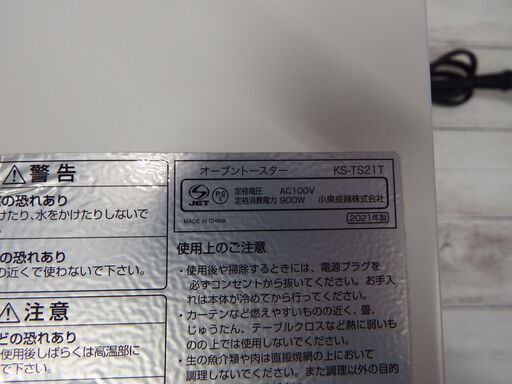 ⚠警告
の恐れあり
けたり、水をかけたりしないで
の恐れあり
の近くで使わないで下さい。
⚠注意
どの恐れあり
使用後しばらくは高温部に
オーブントースター KS-TS21T
JET
PS
E
定格電圧 AC100V
定格消費電力 900W 小泉成器株式会社
MADE IN CHINA
2021年製
使用上のご注意
・使用後や掃除するときには、電源プラグを
必ずコンセントから抜いてください。お手入
れは本体が冷めてから行ってください。
・カーテンなど燃えやすいものの近く、畳、
じゅうたん、テーブルクロスなど熱に弱いも
のの上では使用しないで下さい。
・生の魚介類や肉は直接焼網の上において
調理しないでください。また調理以外の目的